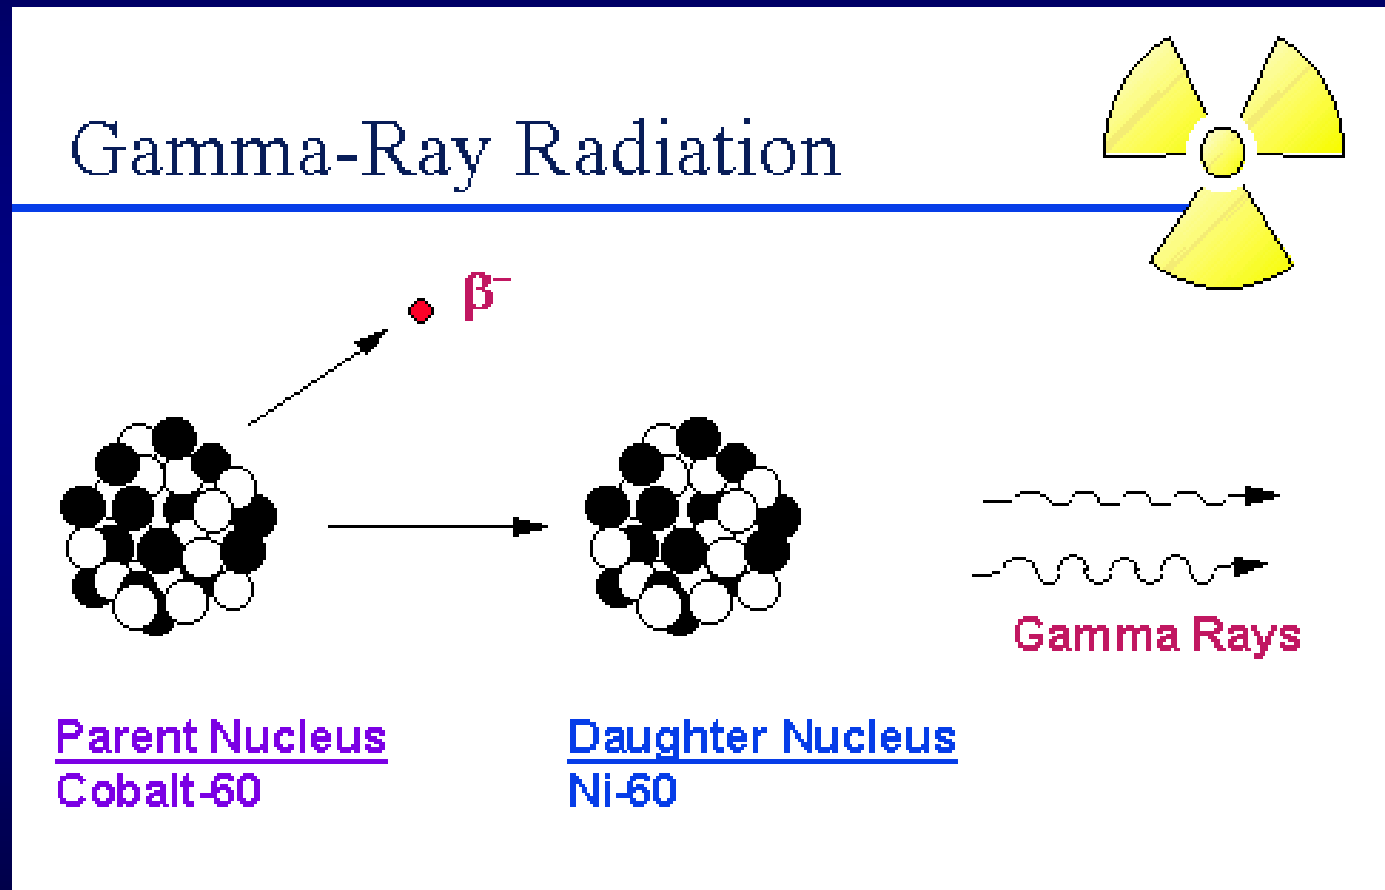 Gamma-Ray Radiation
β⁻
Gamma Rays
Parent Nucleus
Cobalt-60
Daughter Nucleus
Ni-60